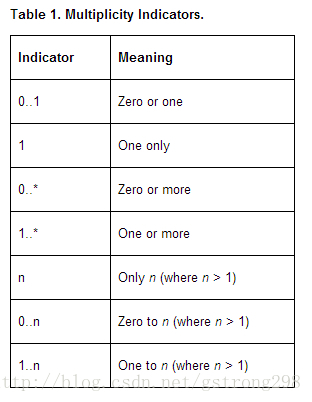 Table 1. Multiplicity Indicators.
Indicator Meaning
0..1 Zero or one
1 One only
0..* Zero or more
1..* One or more
n Only n (where n > 1)
0..n Zero to n (where n > 1)
1..n One to n (where n > 1)
http://blog.csdn.net/gstrong298